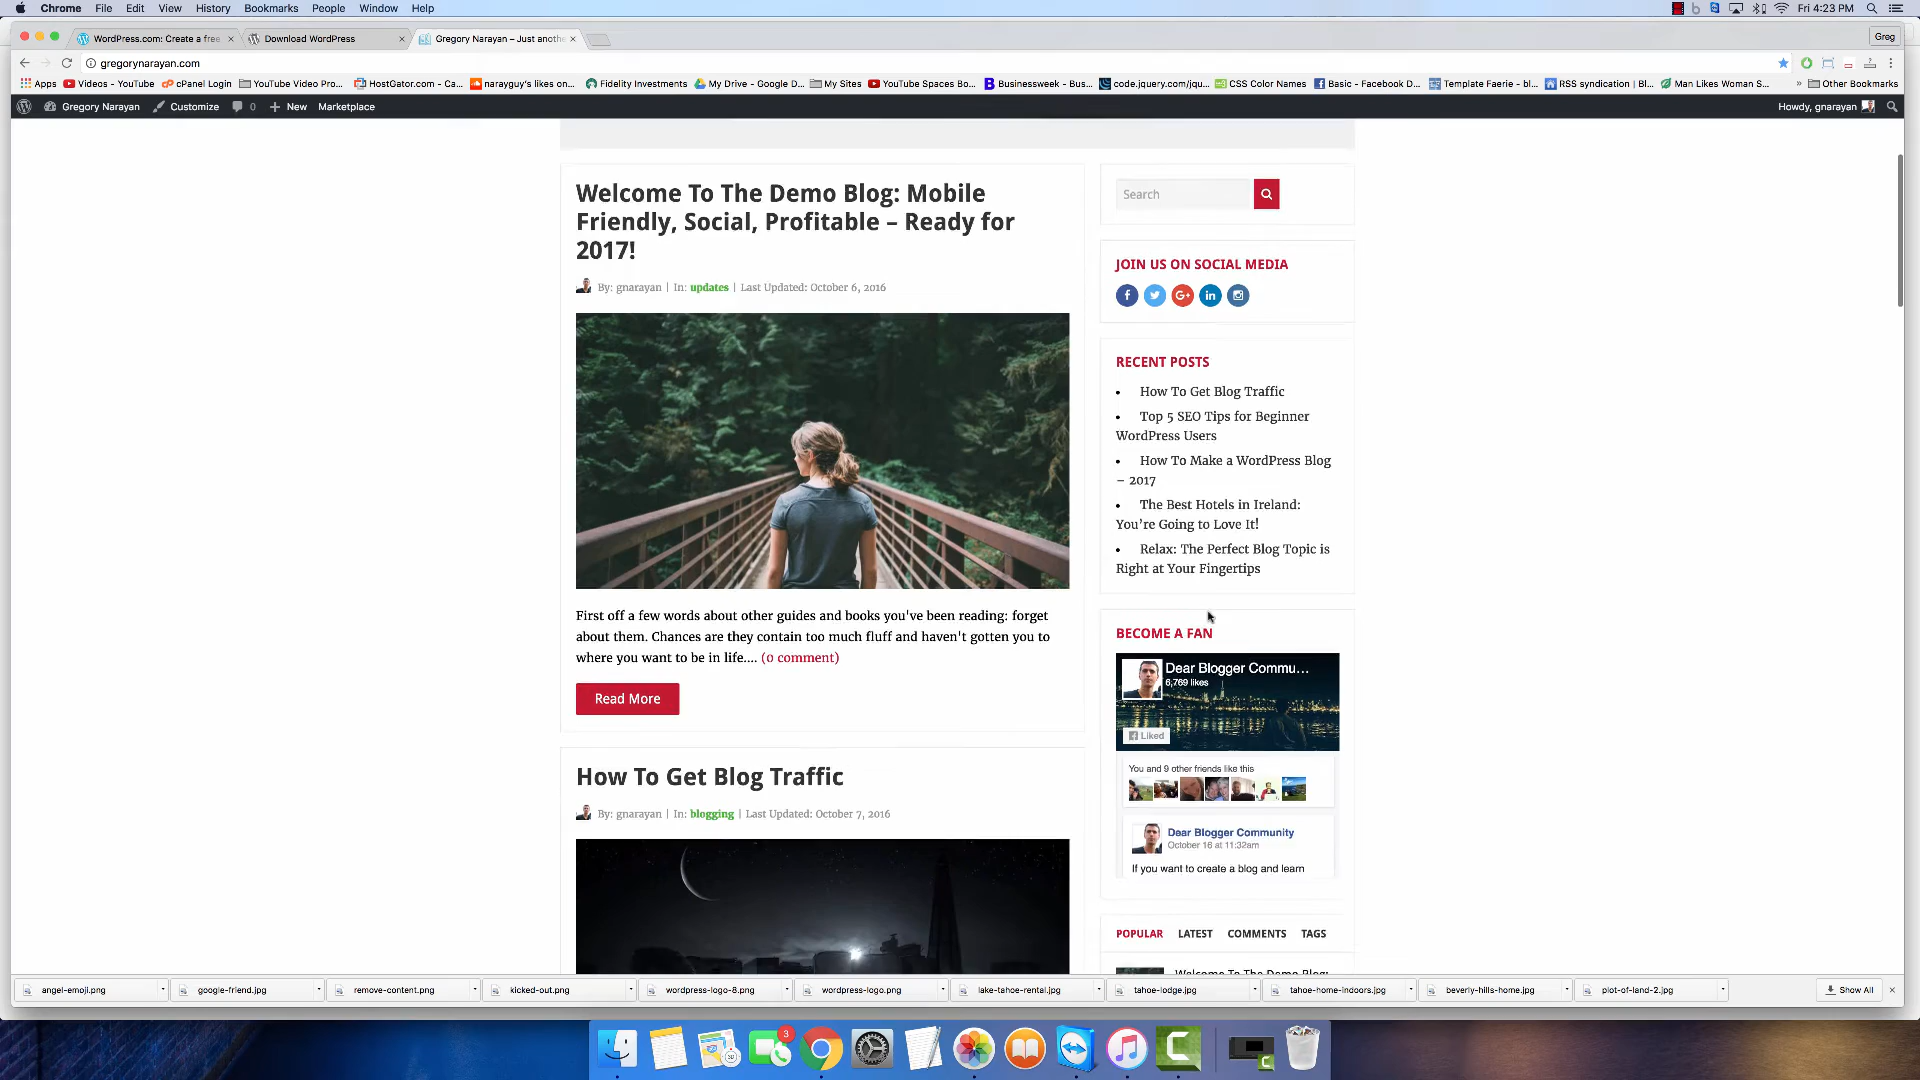 Chrome File Edit View History Bookmarks People Window Help
Fri 4:23 PM
WordPress.com: Create a free
Download WordPress
Gregory Narayan – Just anoth
Greg
gregorynarayan.com
Apps
Videos - YouTube
cPanel Login
YouTube Video Pro...
HostGator.com - Ca...
narayguy's likes on...
Fidelity Investments
My Drive - Google D...
My Sites
YouTube Spaces Bo...
Businessweek - Bus...
code.jquery.com/jqu...
CSS Color Names
Basic - Facebook D...
Template Faerie - bl...
RSS syndication | Bl...
Man Likes Woman S...
» Other Bookmarks
Gregory Narayan
Customize
0
New
Marketplace
Howdy, gnarayan
Welcome To The Demo Blog: Mobile
Friendly, Social, Profitable – Ready for
2017!
By: gnarayan | In: updates | Last Updated: October 6, 2016
First off a few words about other guides and books you've been reading: forget
about them. Chances are they contain too much fluff and haven't gotten you to
where you want to be in life.... (0 comment)
Read More
How To Get Blog Traffic
By: gnarayan | In: blogging | Last Updated: October 7, 2016
Search
JOIN US ON SOCIAL MEDIA
RECENT POSTS
• How To Get Blog Traffic
• Top 5 SEO Tips for Beginner
WordPress Users
• How To Make a WordPress Blog
– 2017
• The Best Hotels in Ireland:
You're Going to Love It!
• Relax: The Perfect Blog Topic is
Right at Your Fingertips
BECOME A FAN
Dear Blogger Commu...
6,769 likes
Liked
You and 9 other friends like this
Dear Blogger Community
October 16 at 11:32am
If you want to create a blog and learn
POPULAR LATEST COMMENTS TAGS
Welcome To The Demo Blog:
angel-emoji.png
google-friend.jpg
remove-content.png
kicked-out.png
wordpress-logo-8.png
wordpress-logo.png
lake-tahoe-rental.jpg
tahoe-lodge.jpg
tahoe-home-indoors.jpg
beverly-hills-home.jpg
plot-of-land-2.jpg
Show All
3